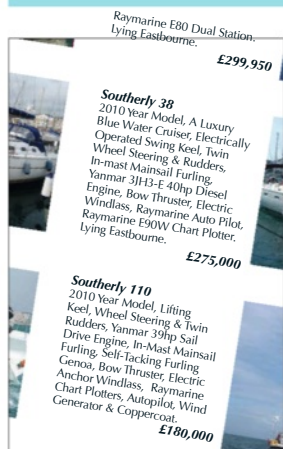 Raymarine E80 Dual Station.
Lying Eastbourne.
£299,950
Southerly 38
2010 Year Model, A Luxury
Blue Water Cruiser, Electrically
Operated Swing Keel, Twin
Wheel Steering & Rudders,
In-mast Mainsail Furling,
Yanmar 3JH3-E 40hp Diesel
Engine, Bow Thruster, Electric
Windlass, Raymarine Auto Pilot,
Raymarine E90W Chart Plotter.
Lying Eastbourne.
£275,000
Southerly 110
2010 Year Model, Lifting
Keel, Wheel Steering & Twin
Rudders, Yanmar 39hp Sail
Drive Engine, In-Mast Mainsail
Furling, Self-Tacking Furling
Genoa, Bow Thruster, Electric
Anchor Windlass, Raymarine
Chart Plotters, Autopilot, Wind
Generator & Coppercoat.
£180,000